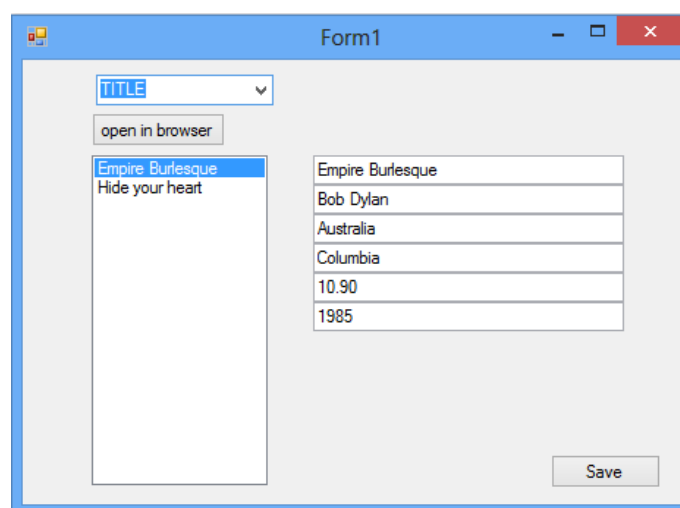 Form1
TITLE
open in browser
Empire Burlesque
Hide your heart
Empire Burlesque
Bob Dylan
Australia
Columbia
10.90
1985
Save